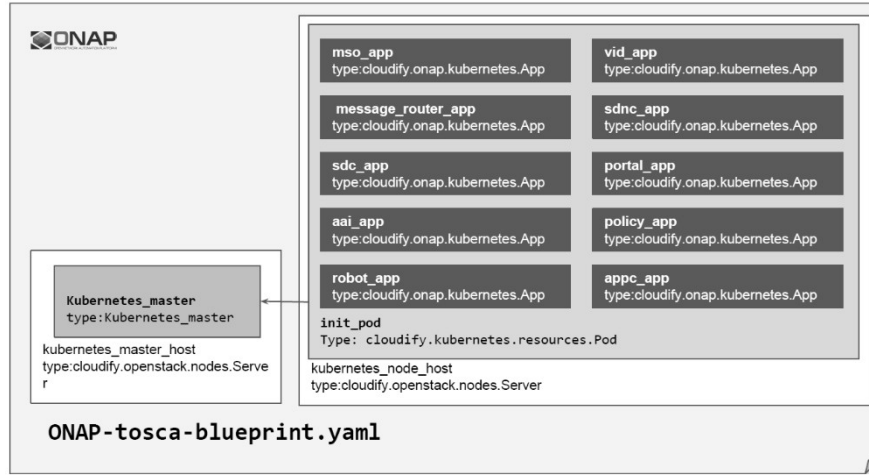 ONAP
mso_app
type:cloudify.onap.kubernetes.App
vid_app
type:cloudify.onap.kubernetes.App
message_router_app
type:cloudify.onap.kubernetes.App
sdnc_app
type:cloudify.onap.kubernetes.App
sdc_app
type:cloudify.onap.kubernetes.App
portal_app
type:cloudify.onap.kubernetes.App
aai_app
type:cloudify.onap.kubernetes.App
policy_app
type:cloudify.onap.kubernetes.App
robot_app
type:cloudify.onap.kubernetes.App
appc_app
type:cloudify.onap.kubernetes.App
init_pod
Type: cloudify.kubernetes.resources.Pod
kubernetes_node_host
type:cloudify.openstack.nodes.Server
Kubernetes_master
type:Kubernetes_master
kubernetes_master_host
type:cloudify.openstack.nodes.Serve
r
ONAP-tosca-blueprint.yaml